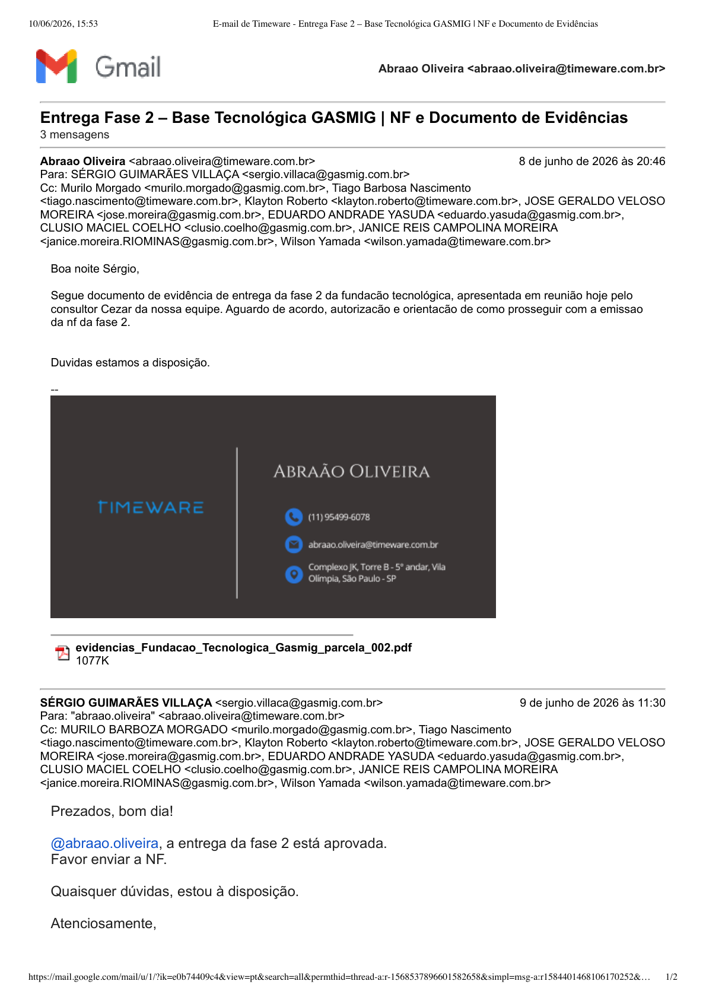 10/06/2026, 15:53
E-mail de Timeware - Entrega Fase 2 – Base Tecnológica GASMIG | NF e Documento de Evidências
Gmail
Abraao Oliveira <abraao.oliveira@timeware.com.br>
Entrega Fase 2 – Base Tecnológica GASMIG | NF e Documento de Evidências
3 mensagens
Abraao Oliveira <abraao.oliveira@timeware.com.br>
8 de junho de 2026 às 20:46
Para: SÉRGIO GUIMARÃES VILLAÇA <sergio.villaca@gasmig.com.br>
Cc: Murilo Morgado <murilo.morgado@gasmig.com.br>, Tiago Barbosa Nascimento
<tiago.nascimento@timeware.com.br>, Klayton Roberto <klayton.roberto@timeware.com.br>, JOSE GERALDO VELOSO
MOREIRA <jose.moreira@gasmig.com.br>, EDUARDO ANDRADE YASUDA <eduardo.yasuda@gasmig.com.br>,
CLUSIO MACIEL COELHO <clusio.coelho@gasmig.com.br>, JANICE REIS CAMPOLINA MOREIRA
<janice.moreira.RIOMINAS@gasmig.com.br>, Wilson Yamada <wilson.yamada@timeware.com.br>
Boa noite Sérgio,
Segue documento de evidência de entrega da fase 2 da fundacão tecnológica, apresentada em reunião hoje pelo
consultor Cezar da nossa equipe. Aguardo de acordo, autorizacão e orientacão de como prosseguir com a emissao
da nf da fase 2.
Duvidas estamos a disposição.
--
TIMEWARE
ABRAÃO OLIVEIRA
(11) 95499-6078
abraao.oliveira@timeware.com.br
Complexo JK, Torre B - 5° andar, Vila
Olímpia, São Paulo - SP
evidencias_Fundacao_Tecnologica_Gasmig_parcela_002.pdf
1077K
SÉRGIO GUIMARÃES VILLAÇA <sergio.villaca@gasmig.com.br>
9 de junho de 2026 às 11:30
Para: "abraao.oliveira" <abraao.oliveira@timeware.com.br>
Cc: MURILO BARBOZA MORGADO <murilo.morgado@gasmig.com.br>, Tiago Nascimento
<tiago.nascimento@timeware.com.br>, Klayton Roberto <klayton.roberto@timeware.com.br>, JOSE GERALDO VELOSO
MOREIRA <jose.moreira@gasmig.com.br>, EDUARDO ANDRADE YASUDA <eduardo.yasuda@gasmig.com.br>,
CLUSIO MACIEL COELHO <clusio.coelho@gasmig.com.br>, JANICE REIS CAMPOLINA MOREIRA
<janice.moreira.RIOMINAS@gasmig.com.br>, Wilson Yamada <wilson.yamada@timeware.com.br>
Prezados, bom dia!
@abraao.oliveira, a entrega da fase 2 está aprovada.
Favor enviar a NF.
Quaisquer dúvidas, estou à disposição.
Atenciosamente,
https://mail.google.com/mail/u/1/?ik=e0b74409c4&view=pt&search=all&permthid=thread-a:r-1568537896601582658&simpl=msg-a:r1584401468106170252&…
1/2